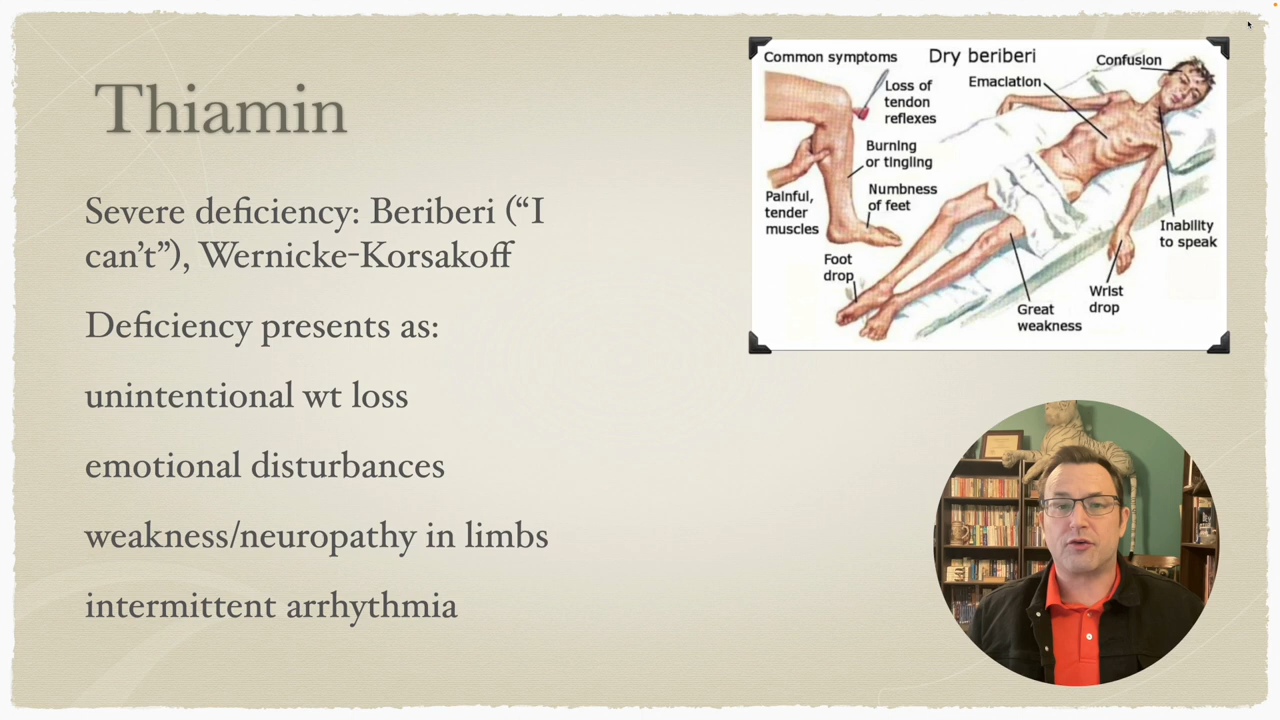 Thiamin
Severe deficiency: Beriberi (“I
can’t”), Wernicke-Korsakoff
Deficiency presents as:
unintentional wt loss
emotional disturbances
weakness/neuropathy in limbs
intermittent arrhythmia
Common symptoms
Dry beriberi
Confusion
Emaciation
Loss of
tendon
reflexes
Burning
or tingling
Numbness
of feet
Painful,
tender
muscles
Foot
drop
Inability
to speak
Wrist
drop
Great
weakness